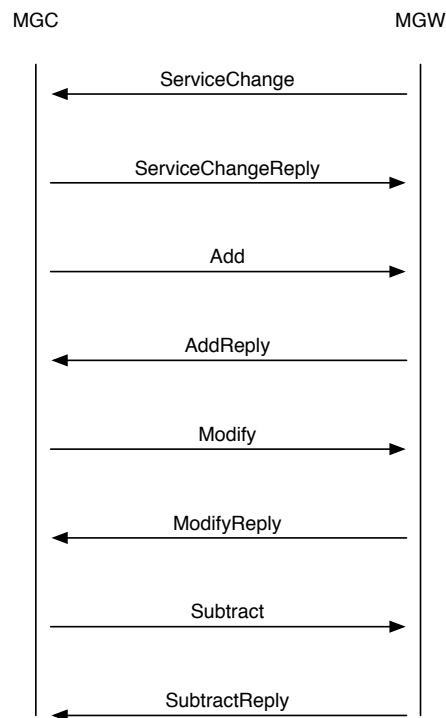 MGC MGW
ServiceChange
ServiceChangeReply
Add
AddReply
Modify
ModifyReply
Subtract
SubtractReply